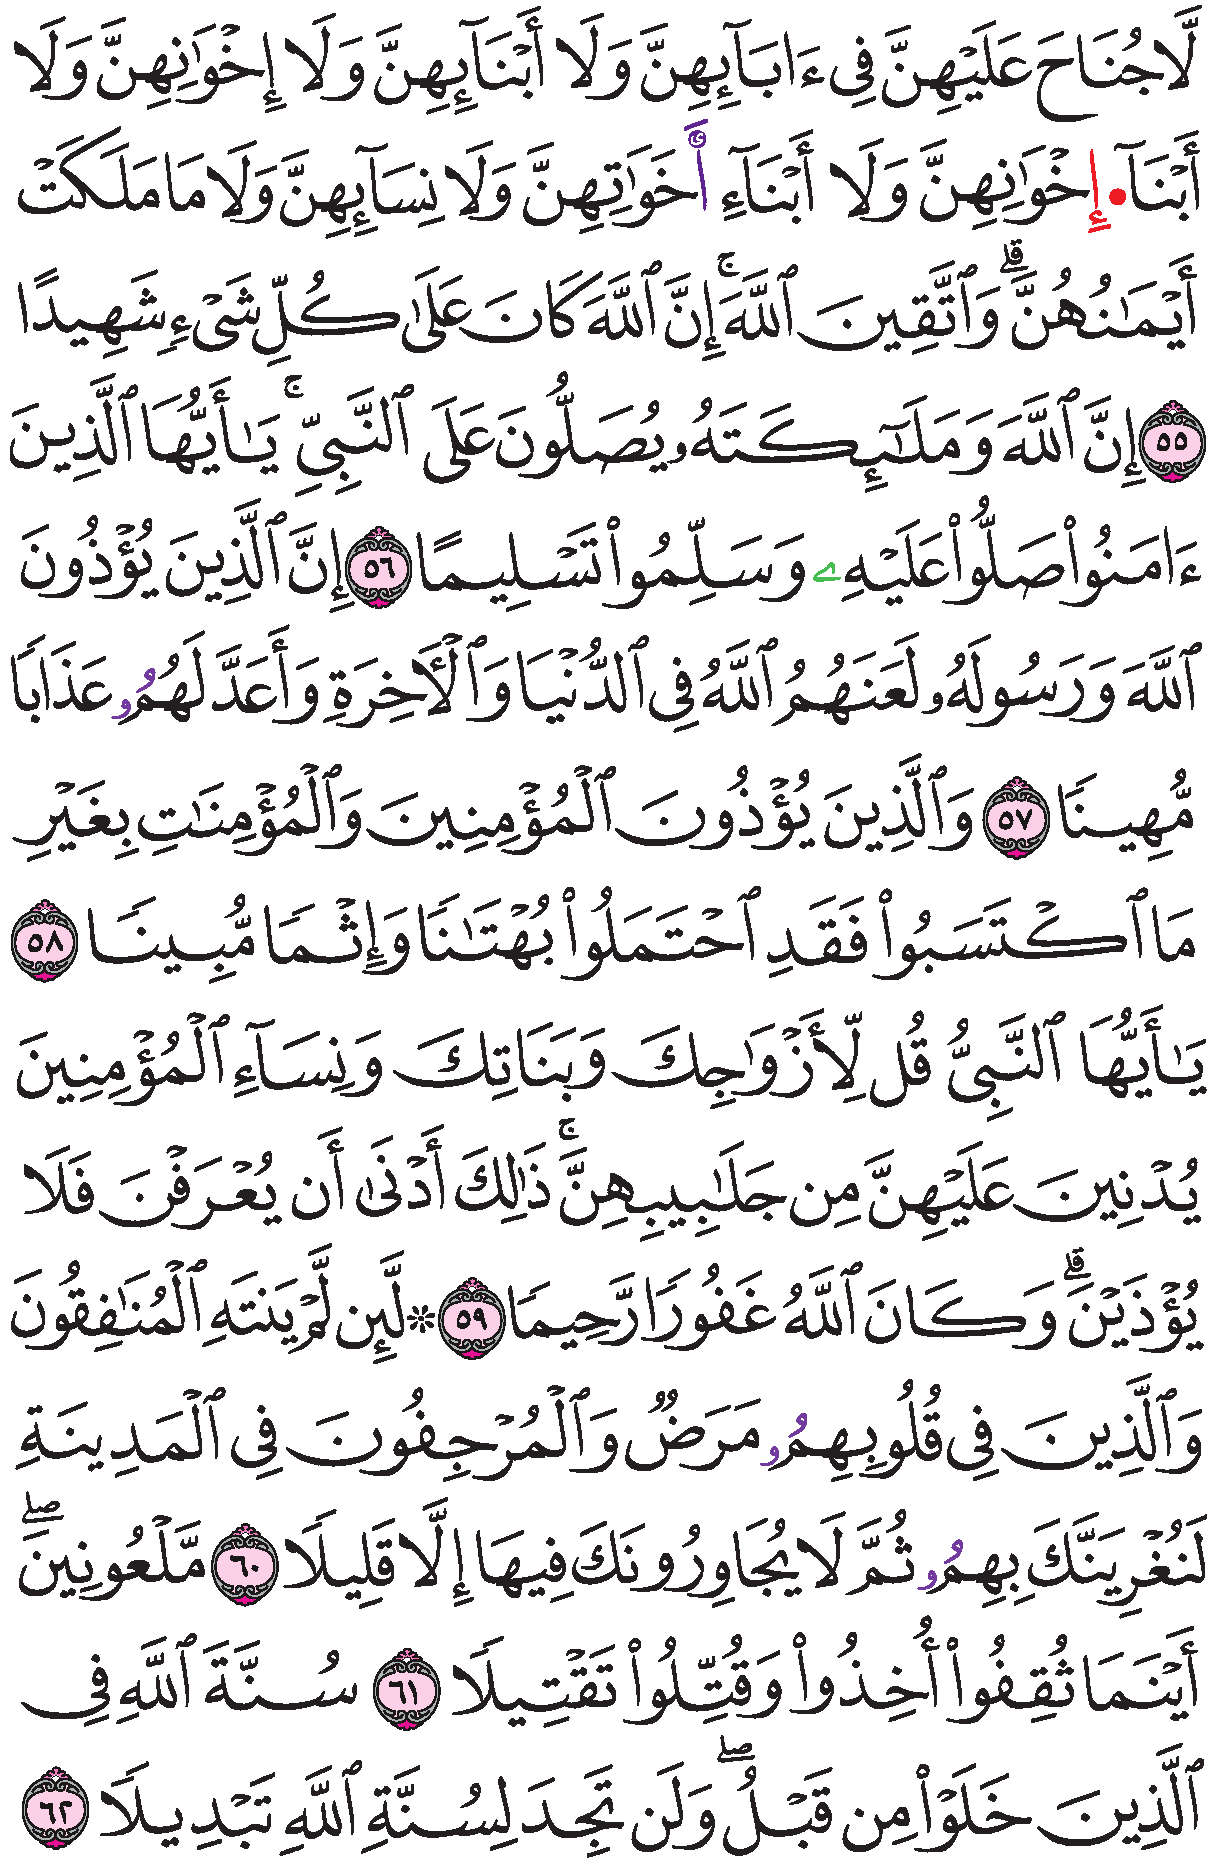 لَّا جُنَاحَ عَلَيْهِنَّ فِى ءَابَآئِهِنَّ وَلَآ أَبْنَآئِهِنَّ وَلَآ إِخْوَٰنِهِنَّ وَلَآ
أَبْنَآ • إِخْوَٰنِهِنَّ وَلَآ أَبْنَآءِ أَخَوَٰتِهِنَّ وَلَا نِسَآئِهِنَّ وَلَا مَا مَلَكَتْ
أَيْمَٰنُهُنَّ ۗ وَٱتَّقِينَ ٱللَّهَ ۚ إِنَّ ٱللَّهَ كَانَ عَلَىٰ كُلِّ شَىْءٍ شَهِيدًا
٥٥ إِنَّ ٱللَّهَ وَمَلَٰٓئِكَتَهُۥ يُصَلُّونَ عَلَى ٱلنَّبِىِّ ۚ يَٰٓأَيُّهَا ٱلَّذِينَ
ءَامَنُوا۟ صَلُّوا۟ عَلَيْهِۦ وَسَلِّمُوا۟ تَسْلِيمًا ٥٦ إِنَّ ٱلَّذِينَ يُؤْذُونَ
ٱللَّهَ وَرَسُولَهُۥ لَعَنَهُمُ ٱللَّهُ فِى ٱلدُّنْيَا وَٱلْأَخِرَةِ وَأَعَدَّ لَهُمُۥ عَذَابًا
مُّهِينًا ٥٧ وَٱلَّذِينَ يُؤْذُونَ ٱلْمُؤْمِنِينَ وَٱلْمُؤْمِنَٰتِ بِغَيْرِ
مَا ٱكْتَسَبُوا۟ فَقَدِ ٱحْتَمَلُوا۟ بُهْتَٰنًا وَإِثْمًا مُّبِينًا ٥٨
يَٰٓأَيُّهَا ٱلنَّبِىُّ قُل لِّأَزْوَٰجِكَ وَبَنَاتِكَ وَنِسَآءِ ٱلْمُؤْمِنِينَ
يُدْنِينَ عَلَيْهِنَّ مِن جَلَٰبِيبِهِنَّ ۚ ذَٰلِكَ أَدْنَىٰٓ أَن يُعْرَفْنَ فَلَا
يُؤْذَيْنَ ۗ وَكَانَ ٱللَّهُ غَفُورًا رَّحِيمًا ٥٩ ۞ لَّئِن لَّمْ يَنتَهِ ٱلْمُنَٰفِقُونَ
وَٱلَّذِينَ فِى قُلُوبِهِمُۥ مَرَضٌ وَٱلْمُرْجِفُونَ فِى ٱلْمَدِينَةِ
لَنُغْرِيَنَّكَ بِهِمُۥ ثُمَّ لَا يُجَاوِرُونَكَ فِيهَآ إِلَّا قَلِيلًا ٦٠ مَّلْعُونِينَ ۖ
أَيْنَمَا ثُقِفُوٓا۟ أُخِذُوا۟ وَقُتِّلُوا۟ تَقْتِيلًا ٦١ سُنَّةَ ٱللَّهِ فِى
ٱلَّذِينَ خَلَوْا۟ مِن قَبْلُ ۖ وَلَن تَجِدَ لِسُنَّةِ ٱللَّهِ تَبْدِيلًا ٦٢